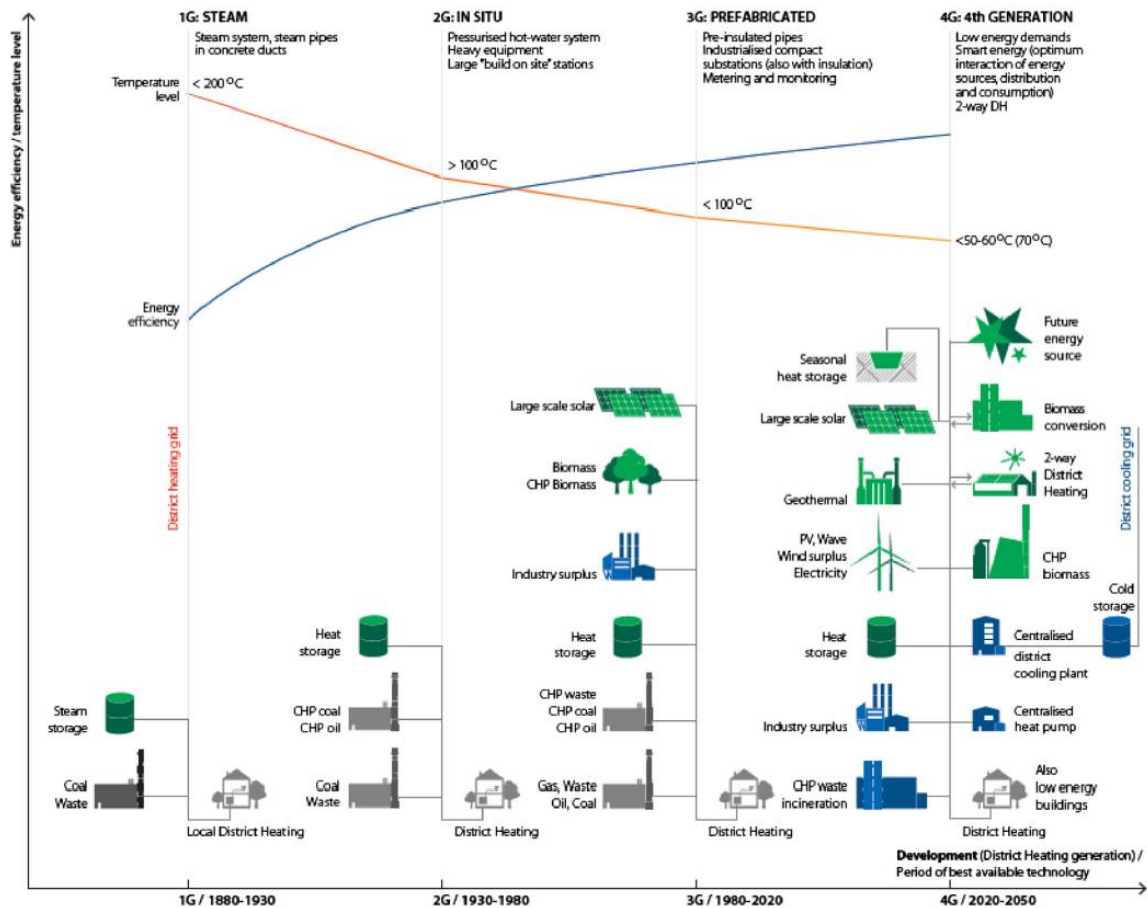 1G: STEAM
Steam system, steam pipes
in concrete ducts
2G: IN SITU
Pressurised hot-water system
Heavy equipment
Large "build on site" stations
3G: PREFABRICATED
Pre-insulated pipes
Industrialised compact
substations (also with insulation)
Metering and monitoring
4G: 4th GENERATION
Low energy demands
Smart energy (optimum
interaction of energy
sources, distribution
and consumption)
2-way DH
Energy efficiency / temperature level
Temperature
level
< 200 °C
> 100 °C
< 100 °C
<50-60°C (70°C)
Energy
efficiency
District heating grid
Steam
storage
Coal
Waste
Local District Heating
Heat
storage
CHP coal
CHP oil
Coal
Waste
District Heating
Large scale solar
Biomass
CHP Biomass
Industry surplus
Heat
storage
CHP waste
CHP coal
CHP oil
Gas, Waste
Oil, Coal
District Heating
Seasonal
heat storage
Large scale solar
Geothermal
PV, Wave
Wind surplus
Electricity
Heat
storage
Industry surplus
CHP waste
incineration
Future
energy
source
Biomass
conversion
2-way
District
Heating
CHP
biomass
Cold
storage
Centralised
district
cooling plant
Centralised
heat pump
Also
low energy
buildings
District Heating
District cooling grid
Development (District Heating generation) /
Period of best available technology
1G / 1880-1930
2G / 1930-1980
3G / 1980-2020
4G / 2020-2050